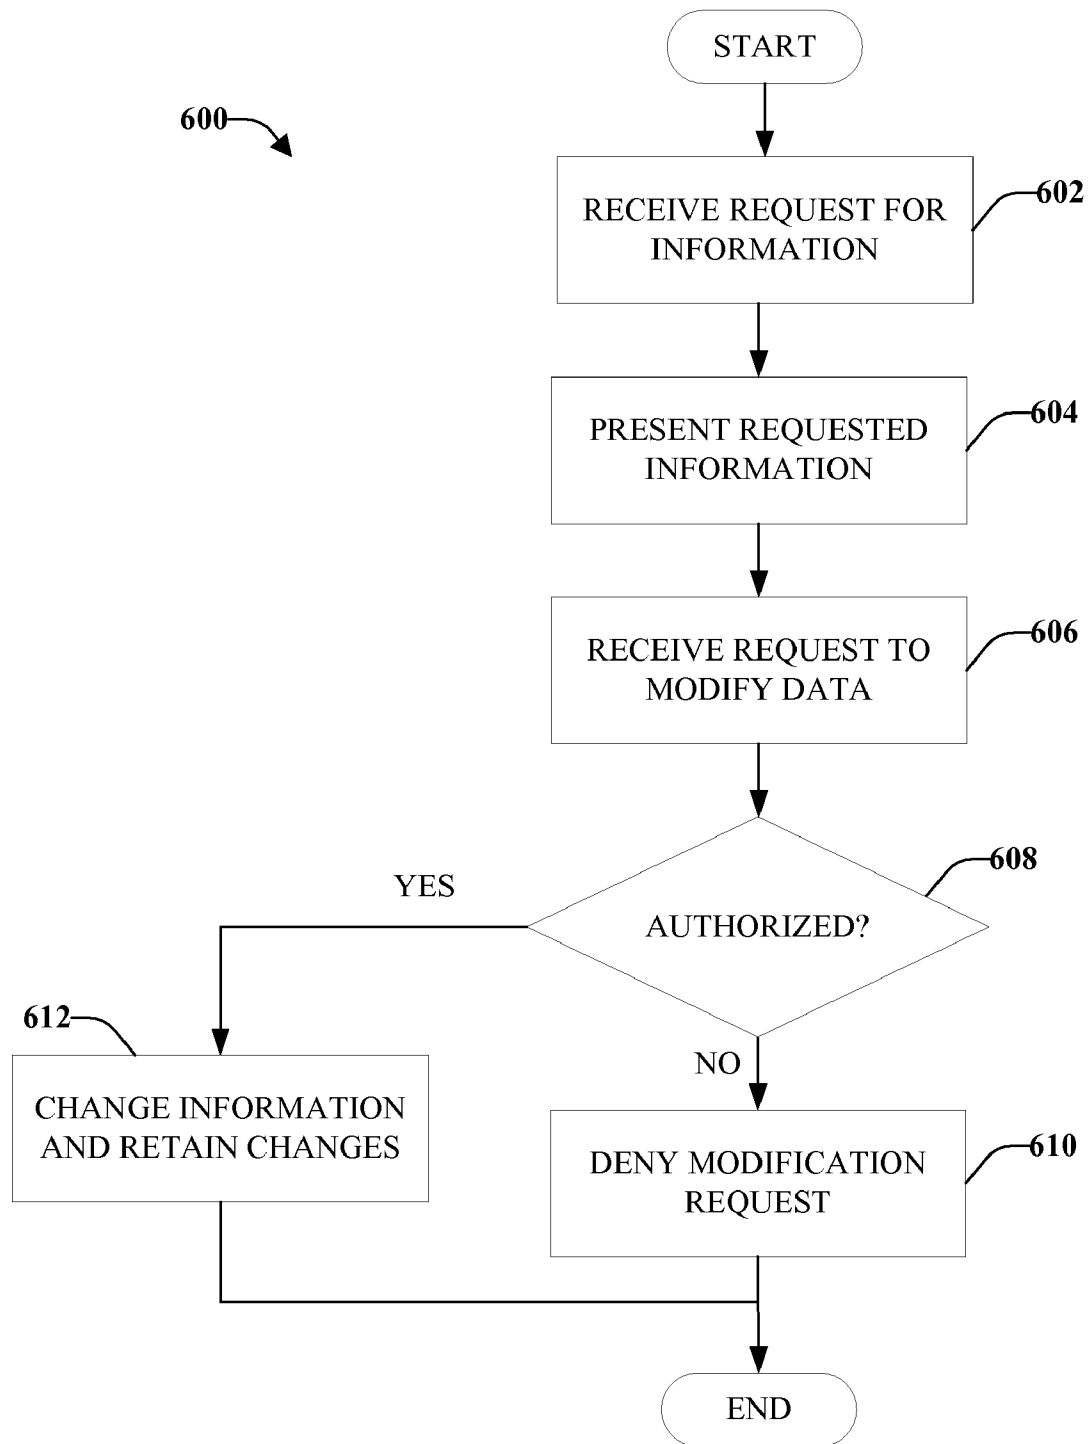 START
600
RECEIVE REQUEST FOR
INFORMATION
602
PRESENT REQUESTED
INFORMATION
604
RECEIVE REQUEST TO
MODIFY DATA
606
AUTHORIZED?
608
YES
NO
612
CHANGE INFORMATION
AND RETAIN CHANGES
DENY MODIFICATION
REQUEST
610
END